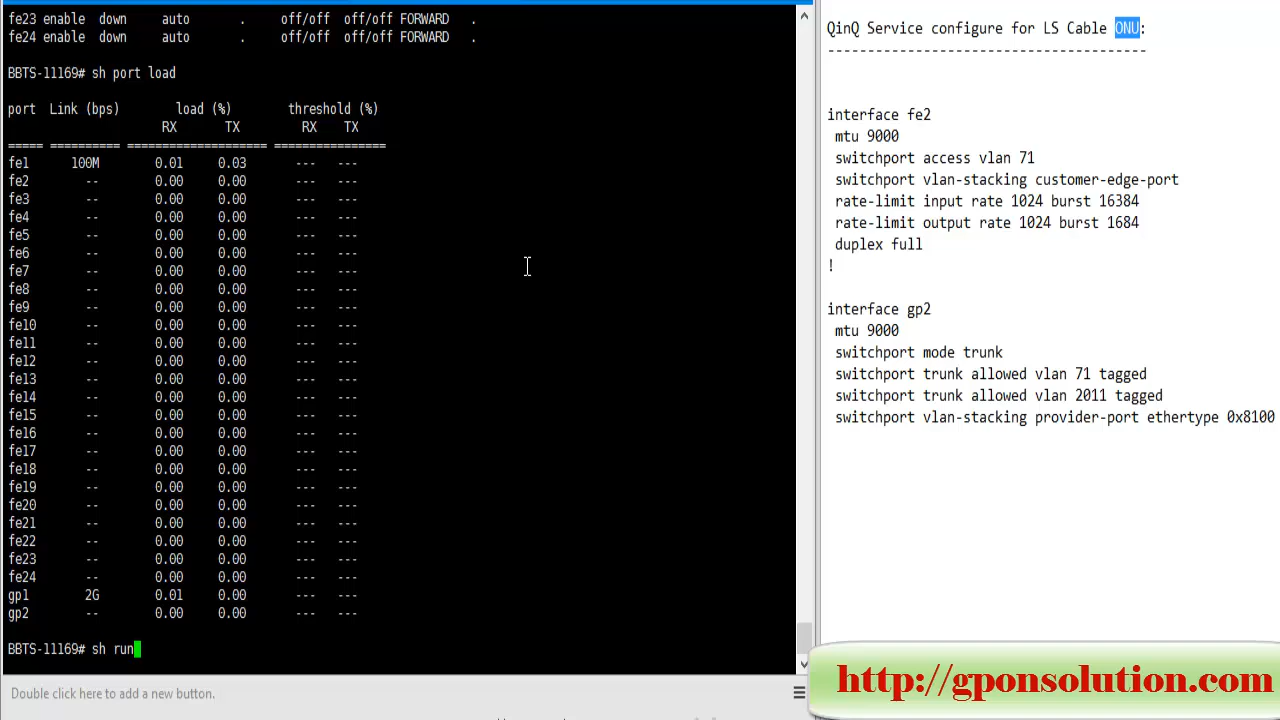 fe23 enable down auto . off/off off/off FORWARD .
fe24 enable down auto . off/off off/off FORWARD .
BBTS-11169# sh port load
port Link (bps) load (%) threshold (%)
RX TX RX TX
===== ========== ==================== ================
fe1 100M 0.01 0.03 --- ---
fe2 -- 0.00 0.00 --- ---
fe3 -- 0.00 0.00 --- ---
fe4 -- 0.00 0.00 --- ---
fe5 -- 0.00 0.00 --- ---
fe6 -- 0.00 0.00 --- ---
fe7 -- 0.00 0.00 --- ---
fe8 -- 0.00 0.00 --- ---
fe9 -- 0.00 0.00 --- ---
fe10 -- 0.00 0.00 --- ---
fe11 -- 0.00 0.00 --- ---
fe12 -- 0.00 0.00 --- ---
fe13 -- 0.00 0.00 --- ---
fe14 -- 0.00 0.00 --- ---
fe15 -- 0.00 0.00 --- ---
fe16 -- 0.00 0.00 --- ---
fe17 -- 0.00 0.00 --- ---
fe18 -- 0.00 0.00 --- ---
fe19 -- 0.00 0.00 --- ---
fe20 -- 0.00 0.00 --- ---
fe21 -- 0.00 0.00 --- ---
fe22 -- 0.00 0.00 --- ---
fe23 -- 0.00 0.00 --- ---
fe24 -- 0.00 0.00 --- ---
gp1 2G 0.01 0.00 --- ---
gp2 -- 0.00 0.00 --- ---
BBTS-11169# sh run
Double click here to add a new button.
QinQ Service configure for LS Cable ONU:
----------------------------------------
interface fe2
mtu 9000
switchport access vlan 71
switchport vlan-stacking customer-edge-port
rate-limit input rate 1024 burst 16384
rate-limit output rate 1024 burst 1684
duplex full
!
interface gp2
mtu 9000
switchport mode trunk
switchport trunk allowed vlan 71 tagged
switchport trunk allowed vlan 2011 tagged
switchport vlan-stacking provider-port ethertype 0x8100
http://gponsolution.com